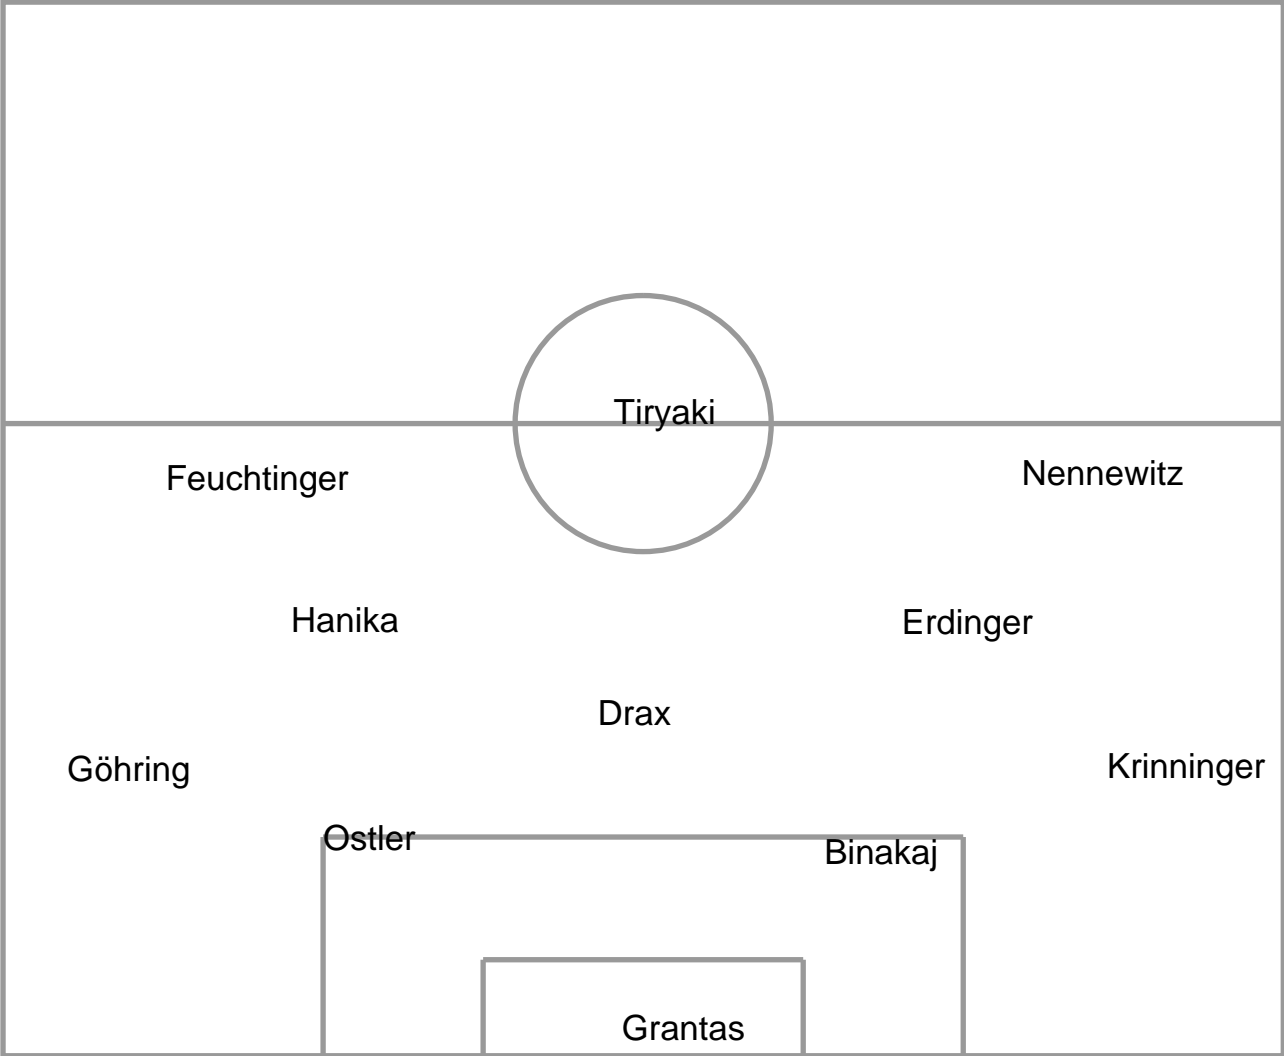 Tiryaki
Feuchtinger
Nennewitz
Hanika
Erdinger
Drax
Göhring
Krinninger
Ostler
Binakaj
Grantas